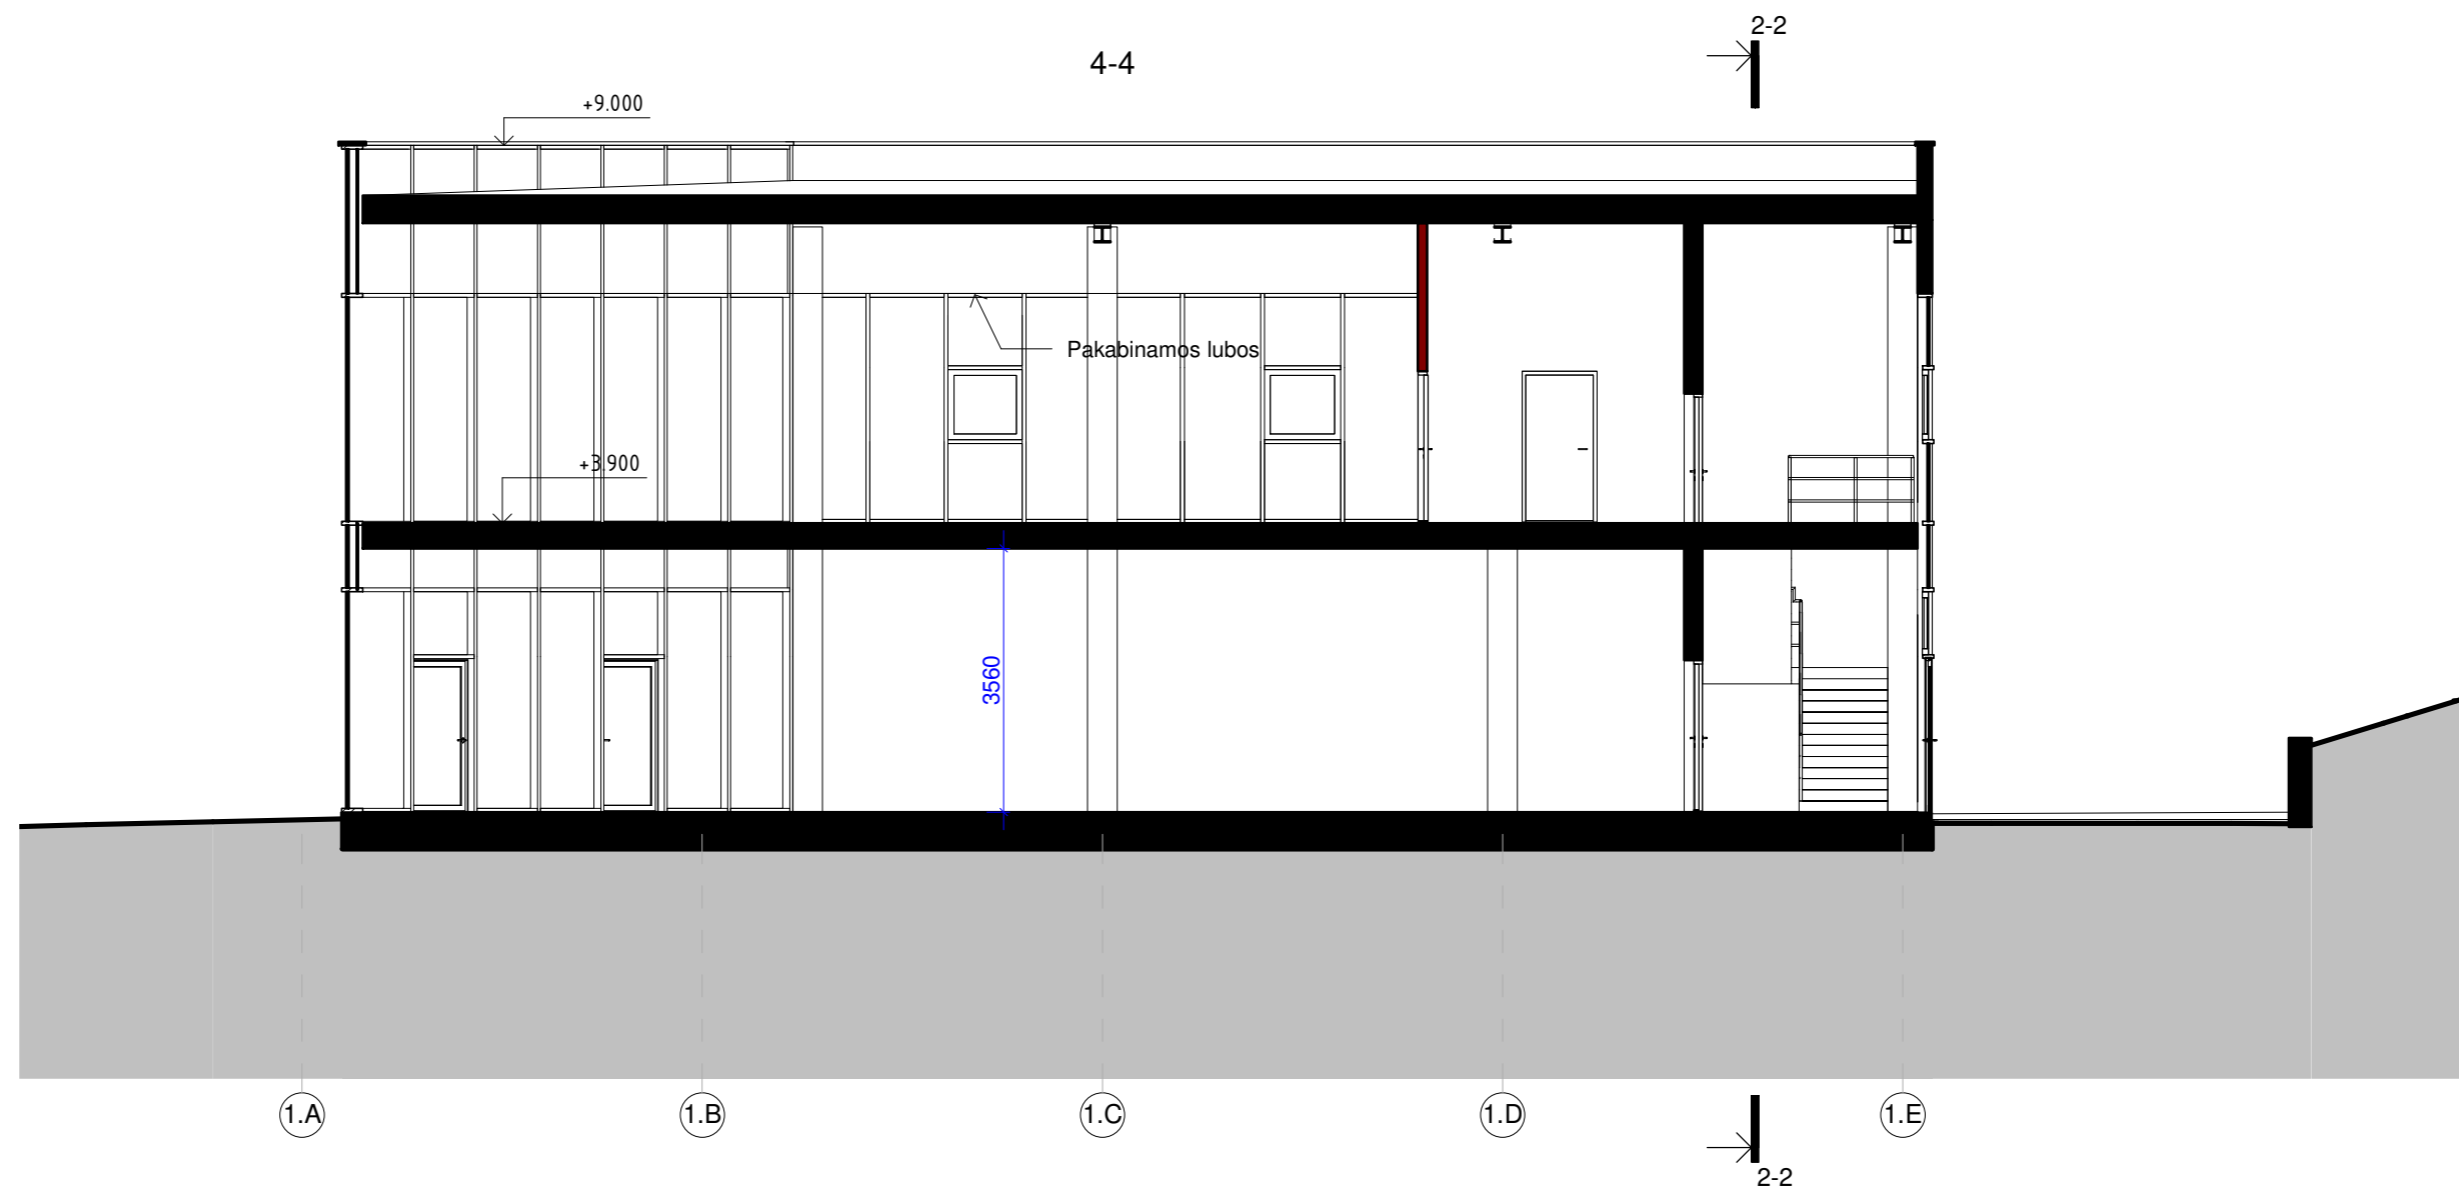 2-2
4-4
+9.000
Pakabinamos lubos
+3.900
3560
1.A
1.B
1.C
1.D
1.E
2-2